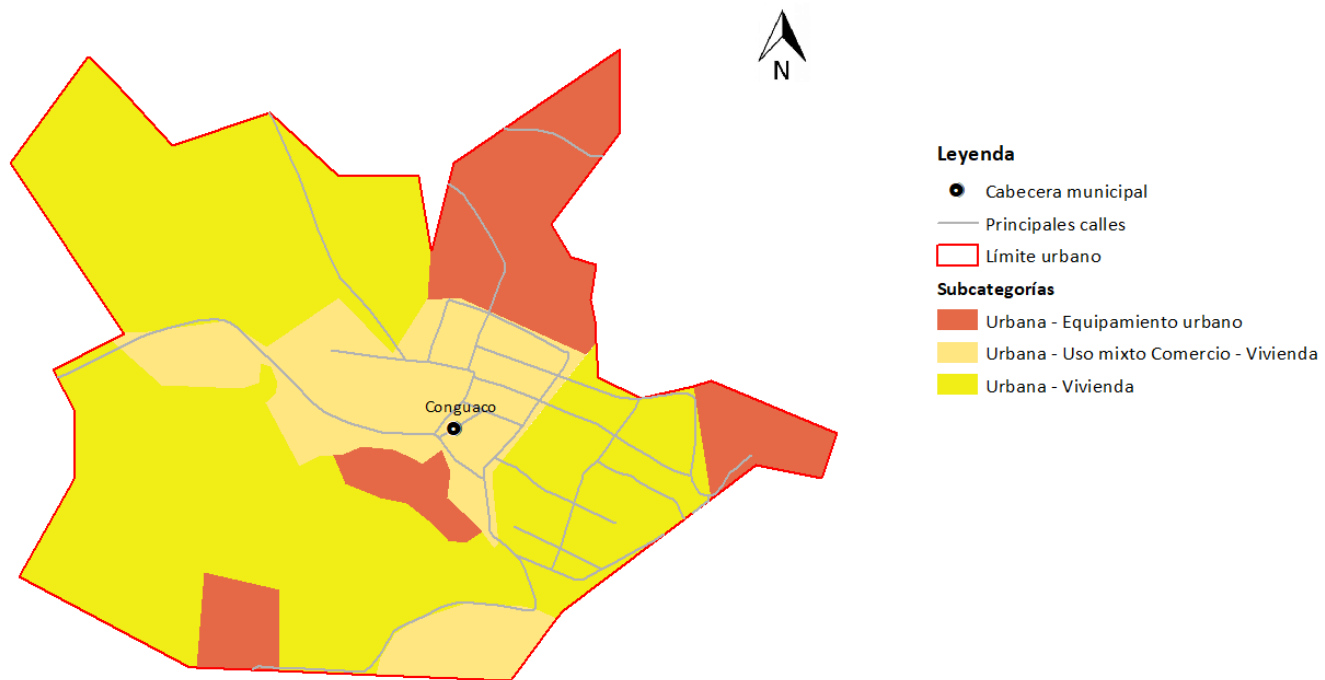 N
Conguaco
Leyenda
Cabecera municipal
Principales calles
Límite urbano
Subcategorías
Urbana - Equipamiento urbano
Urbana - Uso mixto Comercio - Vivienda
Urbana - Vivienda